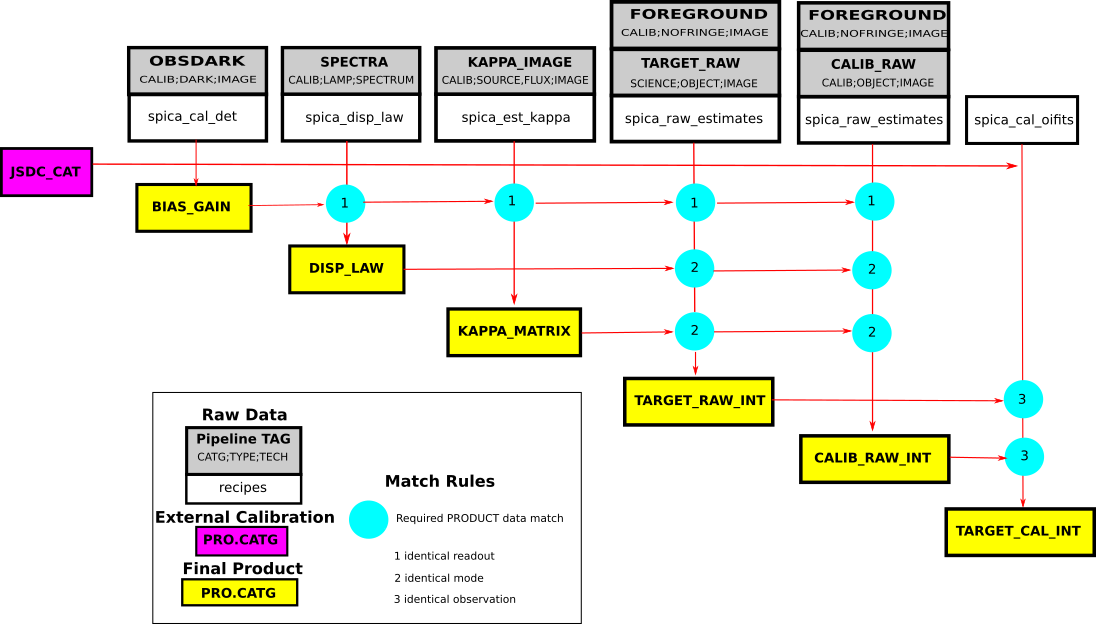 FOREGROUND
CALIB;NOFRINGE;IMAGE
FOREGROUND
CALIB;NOFRINGE;IMAGE
OBSDARK
CALIB;DARK;IMAGE
spica_cal_det
SPECTRA
CALIB;LAMP;SPECTRUM
spica_disp_law
KAPPA_IMAGE
CALIB;SOURCE,FLUX;IMAGE
spica_est_kappa
TARGET_RAW
SCIENCE;OBJECT;IMAGE
spica_raw_estimates
CALIB_RAW
CALIB;OBJECT;IMAGE
spica_raw_estimates
spica_cal_oifits
JSDC_CAT
BIAS_GAIN
1
1
1
1
DISP_LAW
2
2
KAPPA_MATRIX
2
2
TARGET_RAW_INT
3
CALIB_RAW_INT
3
TARGET_CAL_INT
Raw Data
Pipeline TAG
CATG;TYPE;TECH
recipes
External Calibration
PRO.CATG
Final Product
PRO.CATG
Match Rules
Required PRODUCT data match
1 identical readout
2 identical mode
3 identical observation